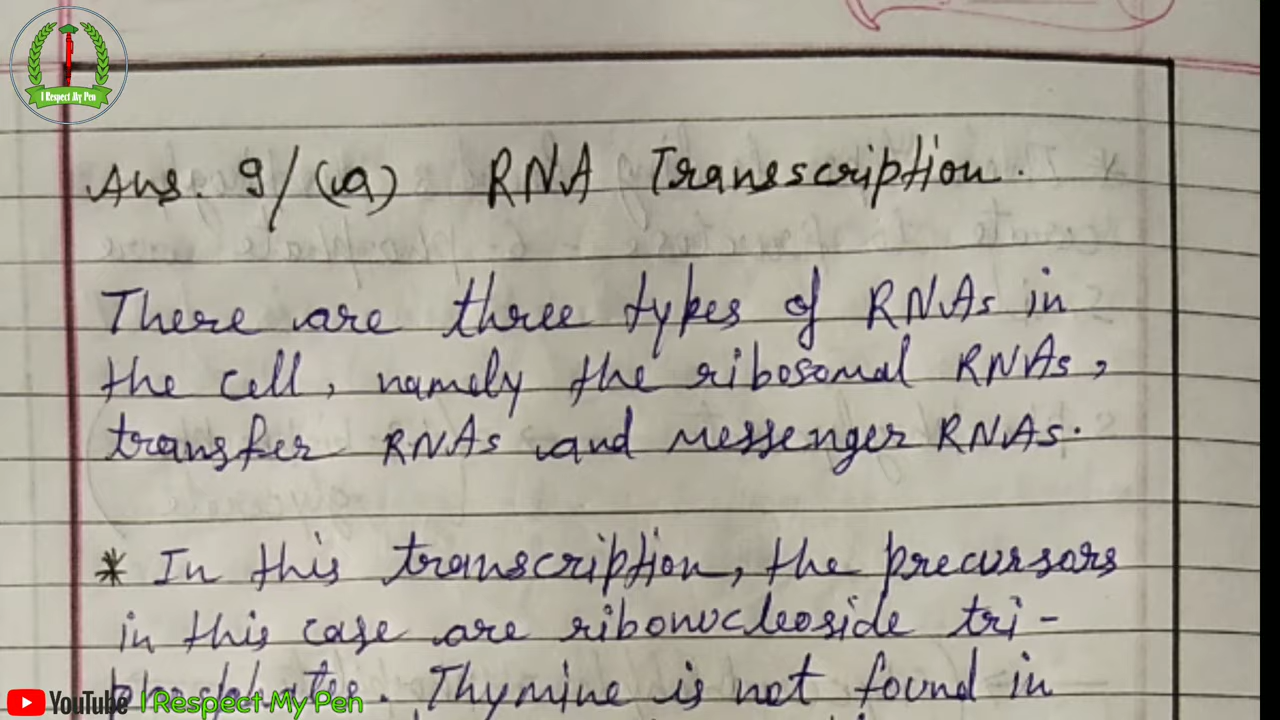 I Respect My Pen
Ans. 9/(a) RNA Transscription.
There are three types of RNAs in
the cell, namely the ribosomal RNAs,
transfer RNAs and messenger RNAs.
* In this transcription, the precursors
in this case are ribonucleoside tri-
phosphates. Thymine is not found in
YouTube I Respect My Pen